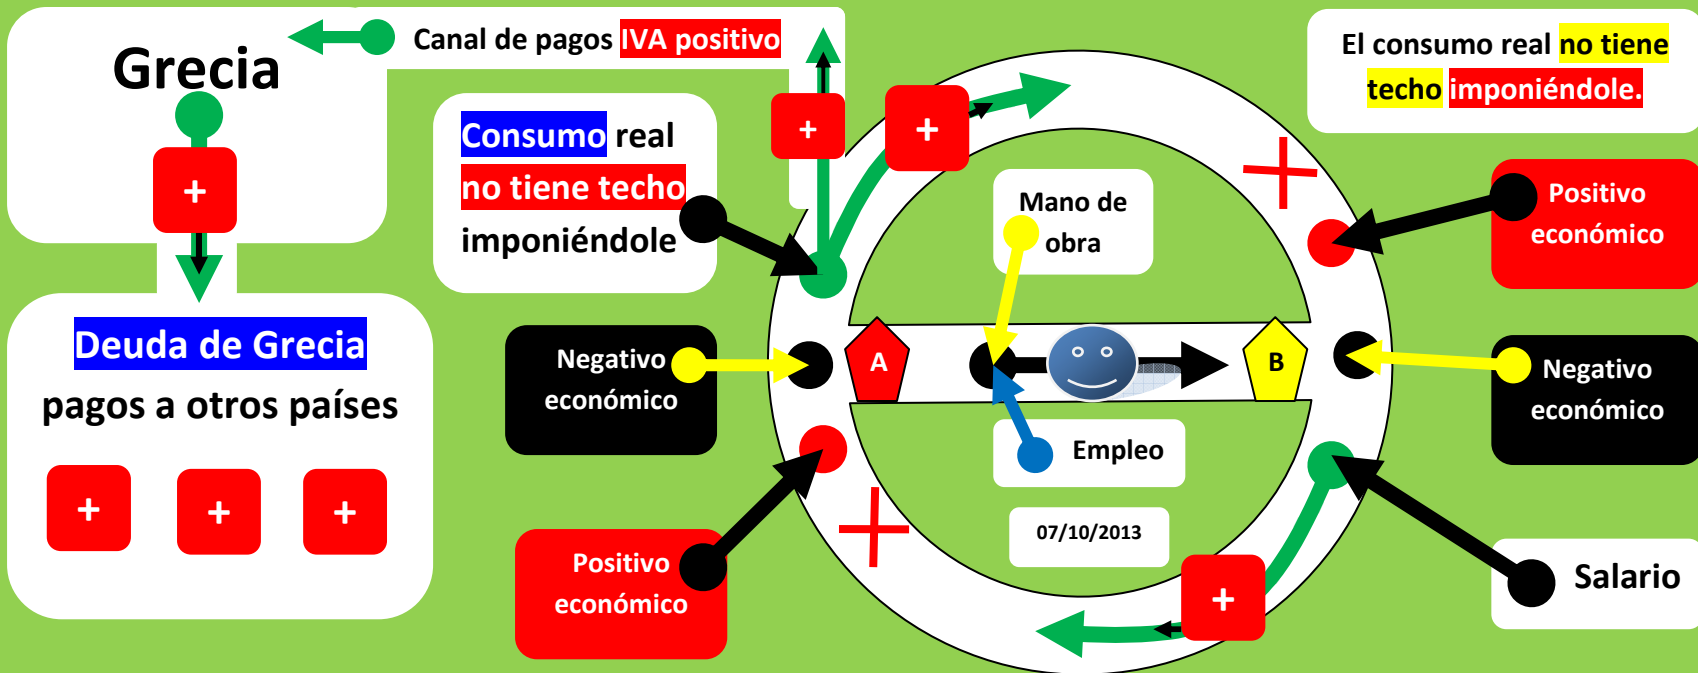 Grecia
Canal de pagos IVA positivo
+
Deuda de Grecia
pagos a otros países
+ + +
Consumo real
no tiene techo
imponiéndole
+
+
El consumo real no tiene
techo imponiéndole.
Mano de
obra
Positivo
económico
Negativo
económico
A
B
Negativo
económico
Empleo
07/10/2013
Positivo
económico
+
Salario